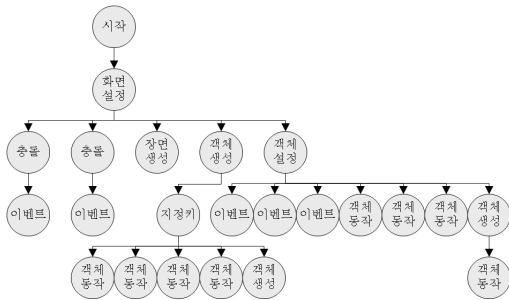 시작
화면
설정
충돌 충돌 장면 객체 객체
생성 생성 설정
이벤트 이벤트 지정키 이벤트 이벤트 이벤트 객체 객체 객체 객체
동작 동작 동작 생성
객체 객체 객체 객체 객체 객체
동작 동작 동작 동작 생성 동작